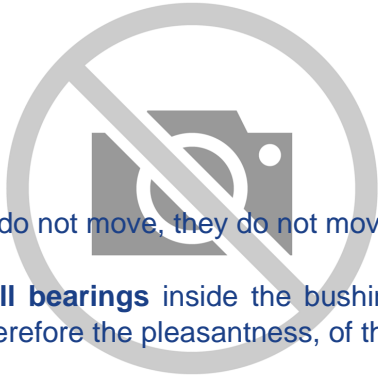 do not move, they do not mov
ll bearings inside the bushin
erefore the pleasantness, of th